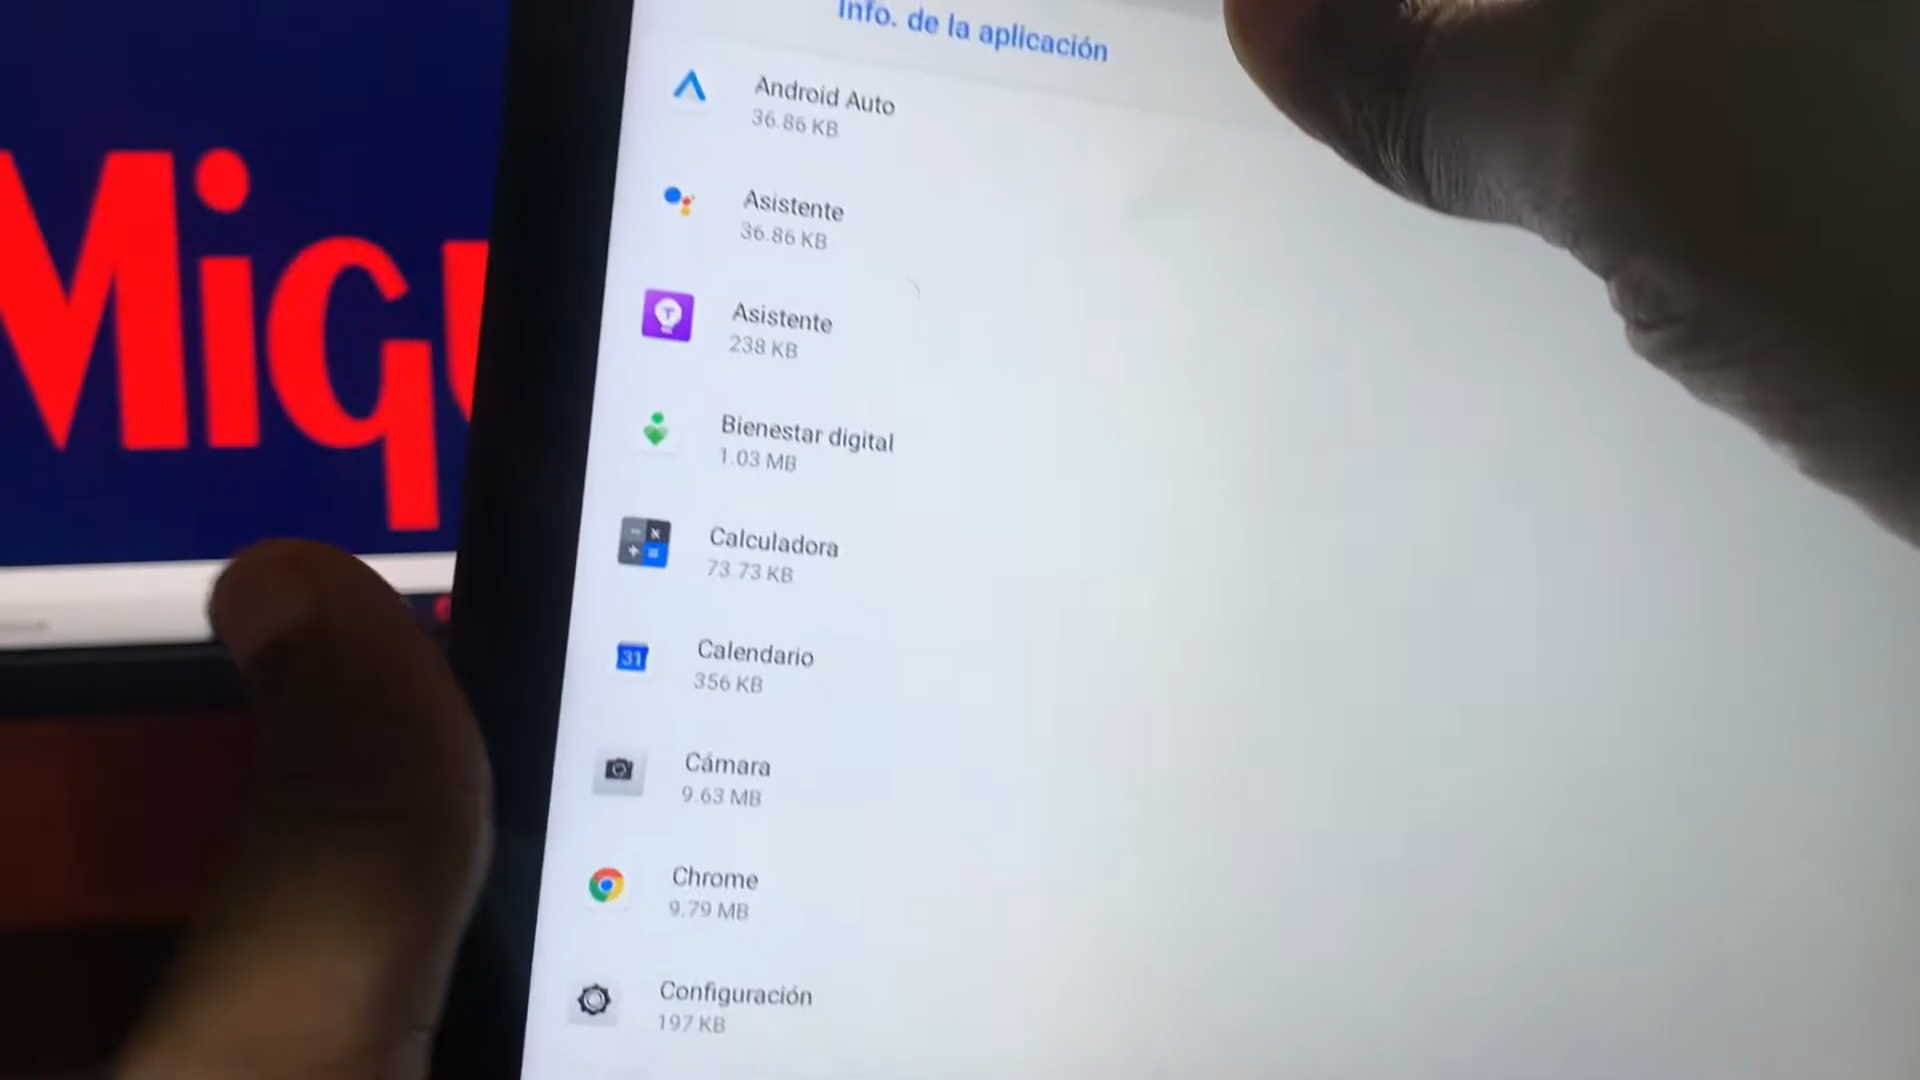 Info. de la aplicación
Android Auto
36.86 KB
Asistente
36.86 KB
T
Asistente
238 KB
Bienestar digital
1.03 MB
Calculadora
73.73 KB
31
Calendario
356 KB
Cámara
9.63 MB
Chrome
9.79 MB
Configuración
197 KB
Migu